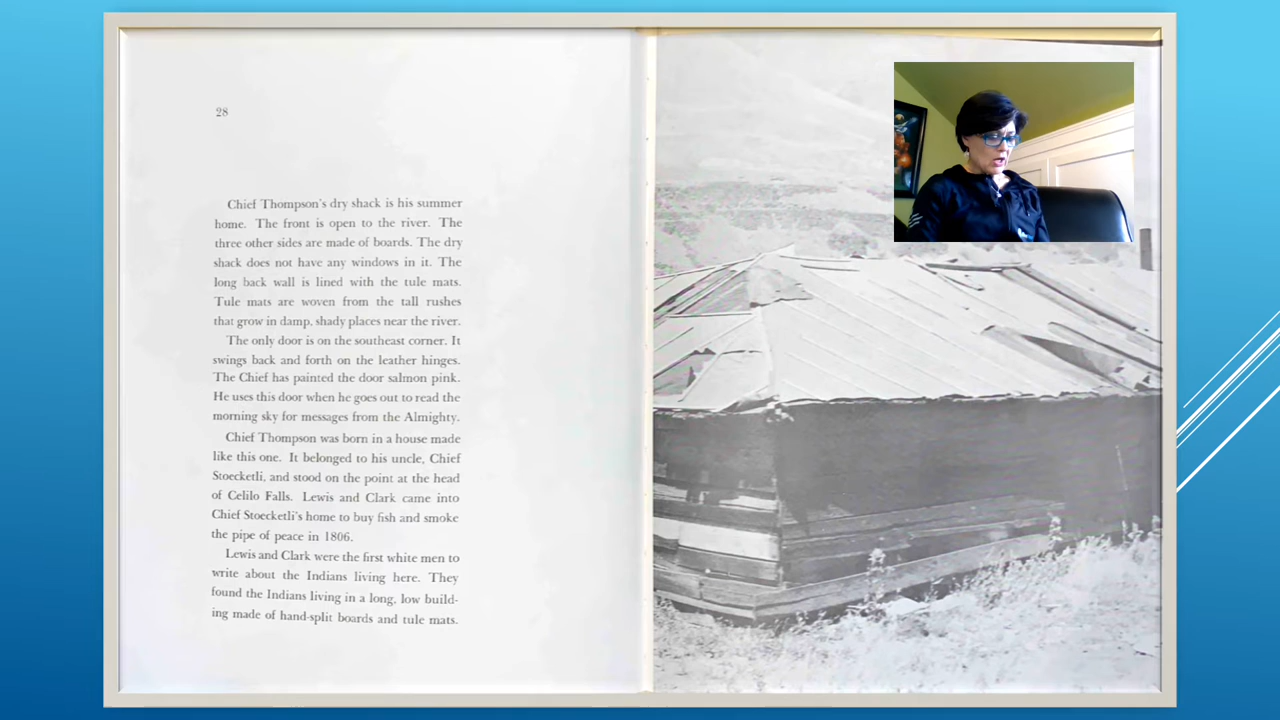 28
Chief Thompson's dry shack is his summer
home. The front is open to the river. The
three other sides are made of boards. The dry
shack does not have any windows in it. The
long back wall is lined with the tule mats.
Tule mats are woven from the tall rushes
that grow in damp, shady places near the river.
The only door is on the southeast corner. It
swings back and forth on the leather hinges.
The Chief has painted the door salmon pink.
He uses this door when he goes out to read the
morning sky for messages from the Almighty.
Chief Thompson was born in a house made
like this one. It belonged to his uncle, Chief
Stoecketli, and stood on the point at the head
of Celilo Falls. Lewis and Clark came into
Chief Stoecketli's home to buy fish and smoke
the pipe of peace in 1806.
Lewis and Clark were the first white men to
write about the Indians living here. They
found the Indians living in a long, low build-
ing made of hand-split boards and tule mats.